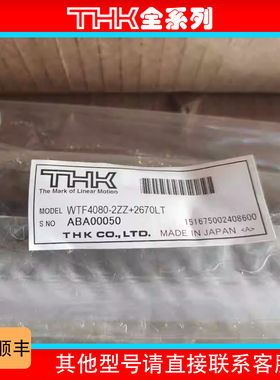 THK全系列
THK
The Mark of Linear Motion
MODEL WTF4080-2ZZ+2670LT
S NO ABA00050
151675002408600
THK CO., LTD. MADE IN JAPAN <A>
顺丰
其他型号请直接联系客服